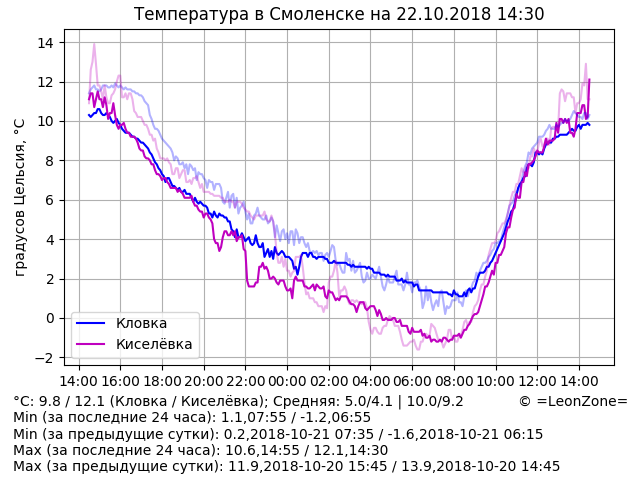 Температура в Смоленске на 22.10.2018 14:30
градусов Цельсия, °C
14
12
10
8
6
4
2
0
−2
Кловка
Киселёвка
14:00 16:00 18:00 20:00 22:00 00:00 02:00 04:00 06:00 08:00 10:00 12:00 14:00
°C: 9.8 / 12.1 (Кловка / Киселёвка); Средняя: 5.0/4.1 | 10.0/9.2 © =LeonZone=
Min (за последние 24 часа): 1.1,07:55 / -1.2,06:55
Min (за предыдущие сутки): 0.2,2018-10-21 07:35 / -1.6,2018-10-21 06:15
Max (за последние 24 часа): 10.6,14:55 / 12.1,14:30
Max (за предыдущие сутки): 11.9,2018-10-20 15:45 / 13.9,2018-10-20 14:45